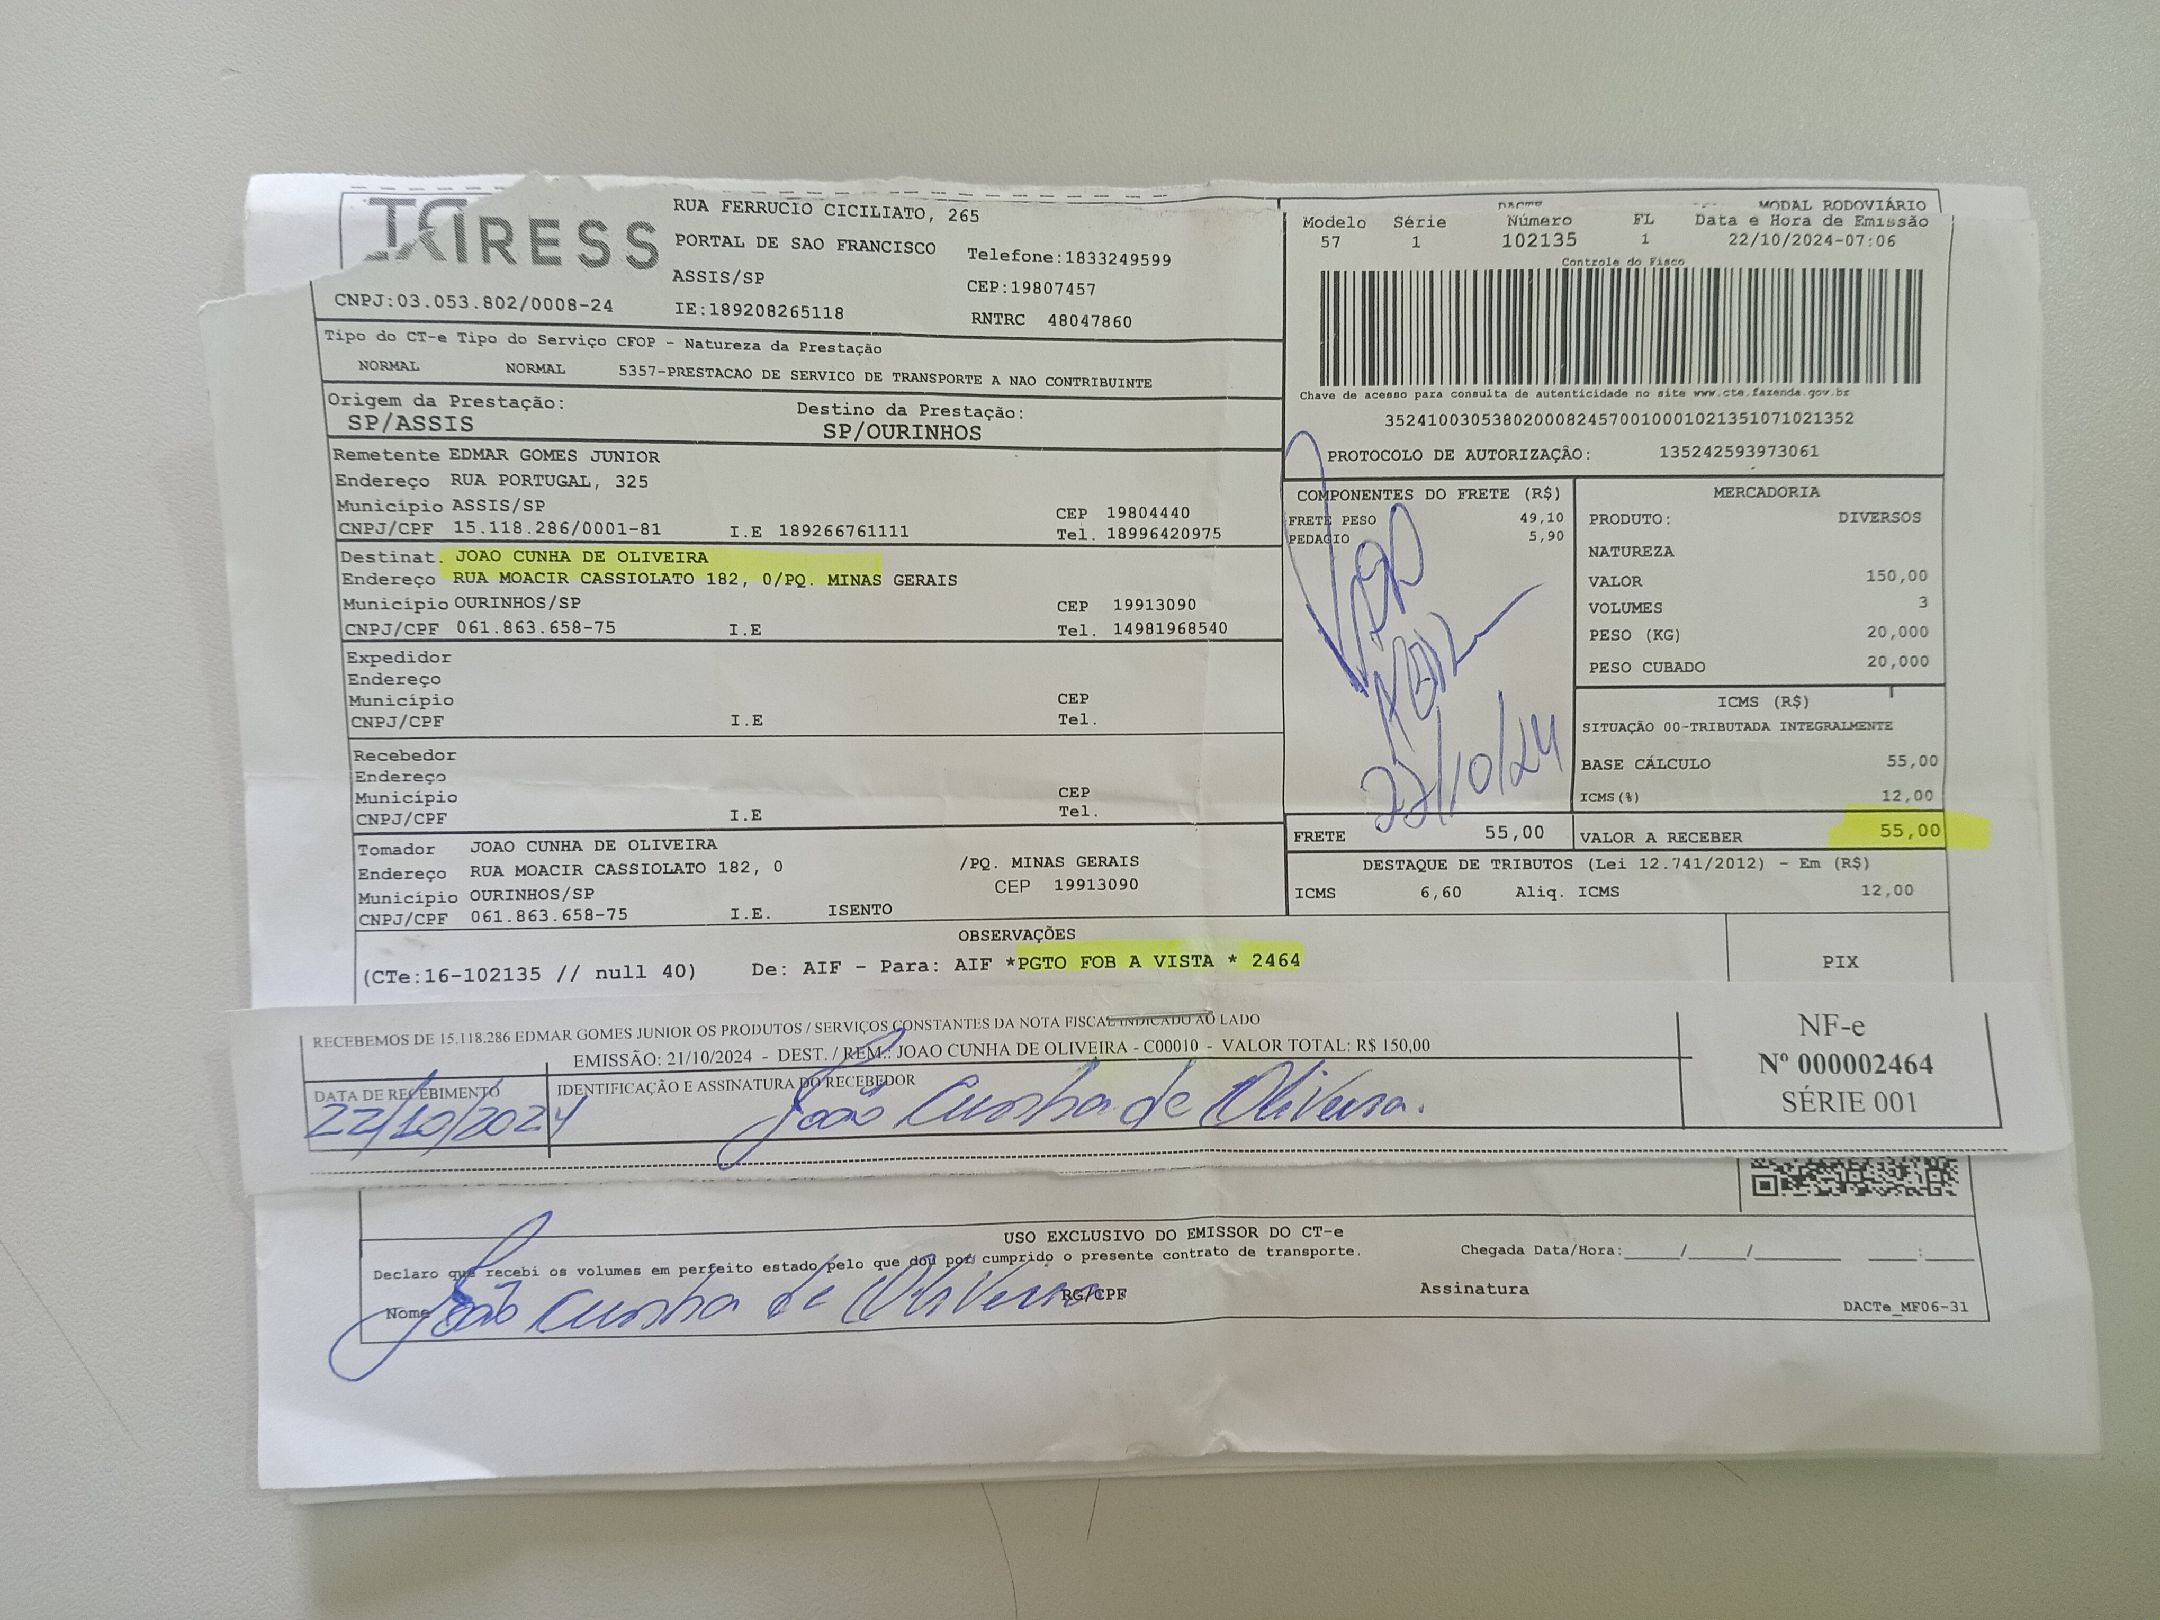 IRESS
RUA FERRUCIO CICILIATO, 265
PORTAL DE SAO FRANCISCO
Telefone:1833249599
ASSIS/SP
CEP:19807457
CNPJ:03.053.802/0008-24
IE:189208265118
RNTRC 48047860
Tipo do CT-e Tipo do Serviço CFOP - Natureza da Prestação
NORMAL NORMAL 5357-PRESTACAO DE SERVICO DE TRANSPORTE A NAO CONTRIBUINTE
Origem da Prestação: Destino da Prestação:
SP/ASSIS SP/OURINHOS
Remetente EDMAR GOMES JUNIOR
Endereço RUA PORTUGAL, 325
Município ASSIS/SP CEP 19804440
CNPJ/CPF 15.118.286/0001-81 I.E 189266761111 Tel. 18996420975
Destinat. JOAO CUNHA DE OLIVEIRA
Endereço RUA MOACIR CASSIOLATO 182, 0/PQ. MINAS GERAIS
Município OURINHOS/SP CEP 19913090
CNPJ/CPF 061.863.658-75 I.E Tel. 14981968540
Expedidor
Endereço
Município CEP
CNPJ/CPF I.E Tel.
Recebedor
Endereço
Município CEP
CNPJ/CPF I.E Tel.
Tomador JOAO CUNHA DE OLIVEIRA
Endereço RUA MOACIR CASSIOLATO 182, 0 /PQ. MINAS GERAIS
Município OURINHOS/SP CEP 19913090
CNPJ/CPF 061.863.658-75 I.E. ISENTO
DACTE MODAL RODOVIÁRIO
Modelo Série Número FL Data e Hora de Emissão
57 1 102135 1 22/10/2024-07:06
Controle do Fisco
Chave de acesso para consulta de autenticidade no site www.cte.fazenda.gov.br
35241003053802000824570010001021351071021352
PROTOCOLO DE AUTORIZAÇÃO: 135242593973061
COMPONENTES DO FRETE (R$)
FRETE PESO 49,10
PEDAGIO 5,90
22/10/24
MERCADORIA
PRODUTO: DIVERSOS
NATUREZA
VALOR 150,00
VOLUMES 3
PESO (KG) 20,000
PESO CUBADO 20,000
ICMS (R$)
SITUAÇÃO 00-TRIBUTADA INTEGRALMENTE
BASE CÁLCULO 55,00
ICMS(%) 12,00
FRETE 55,00 VALOR A RECEBER 55,00
DESTAQUE DE TRIBUTOS (Lei 12.741/2012) - Em (R$)
ICMS 6,60 Aliq. ICMS 12,00
OBSERVAÇÕES
(CTe:16-102135 // null 40) De: AIF - Para: AIF *PGTO FOB A VISTA * 2464
PIX
RECEBEMOS DE 15.118.286 EDMAR GOMES JUNIOR OS PRODUTOS / SERVIÇOS CONSTANTES DA NOTA FISCAL INDICADO AO LADO
EMISSÃO: 21/10/2024 - DEST. / REM.: JOAO CUNHA DE OLIVEIRA - C00010 - VALOR TOTAL: R$ 150,00
DATA DE RECEBIMENTO IDENTIFICAÇÃO E ASSINATURA DO RECEBEDOR
22/10/2024 João Cunha de Oliveira.
NF-e
Nº 000002464
SÉRIE 001
USO EXCLUSIVO DO EMISSOR DO CT-e
Declaro que recebi os volumes em perfeito estado pelo que dou por cumprido o presente contrato de transporte.
Chegada Data/Hora:____/____/______ ____:____
Nome João Cunha de Oliveira RG/CPF Assinatura
DACTe_MF06-31